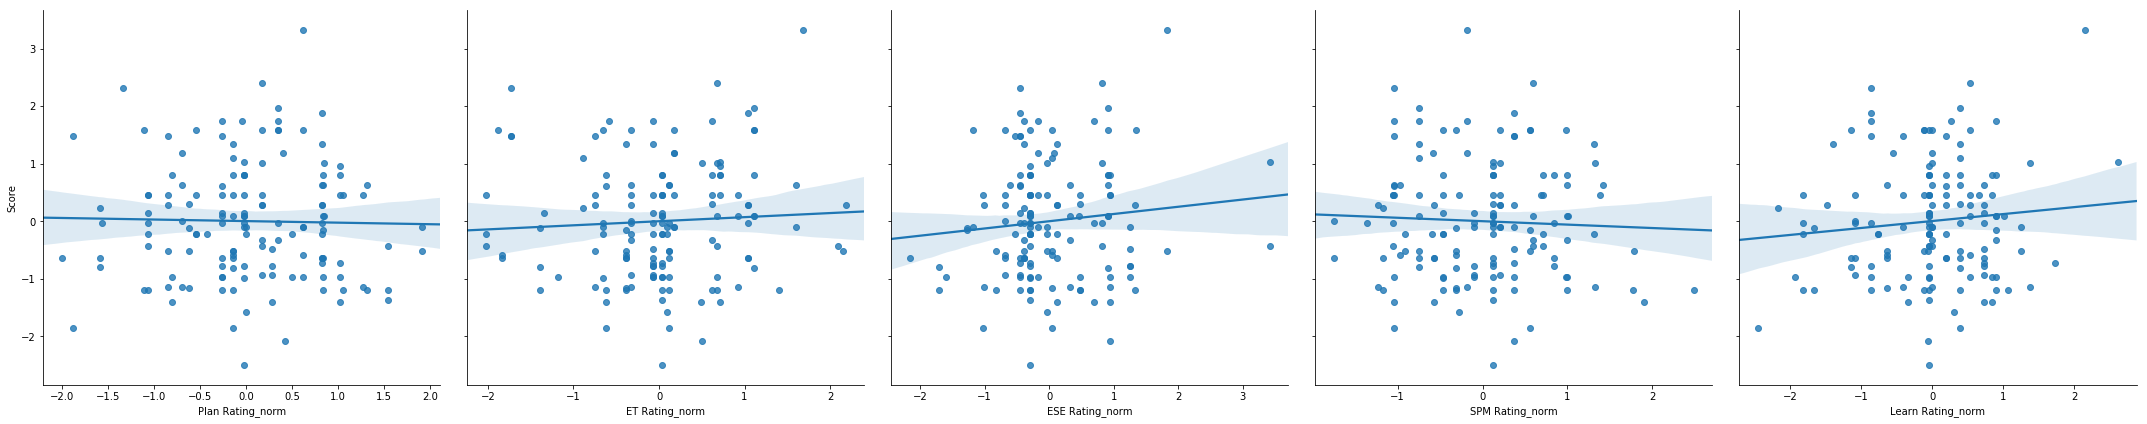 Score
3
2
1
0
−1
−2
−2.0 −1.5 −1.0 −0.5 0.0 0.5 1.0 1.5 2.0
Plan Rating_norm
−2 −1 0 1 2
ET Rating_norm
−2 −1 0 1 2 3
ESE Rating_norm
−1 0 1 2
SPM Rating_norm
−2 −1 0 1 2
Learn Rating_norm